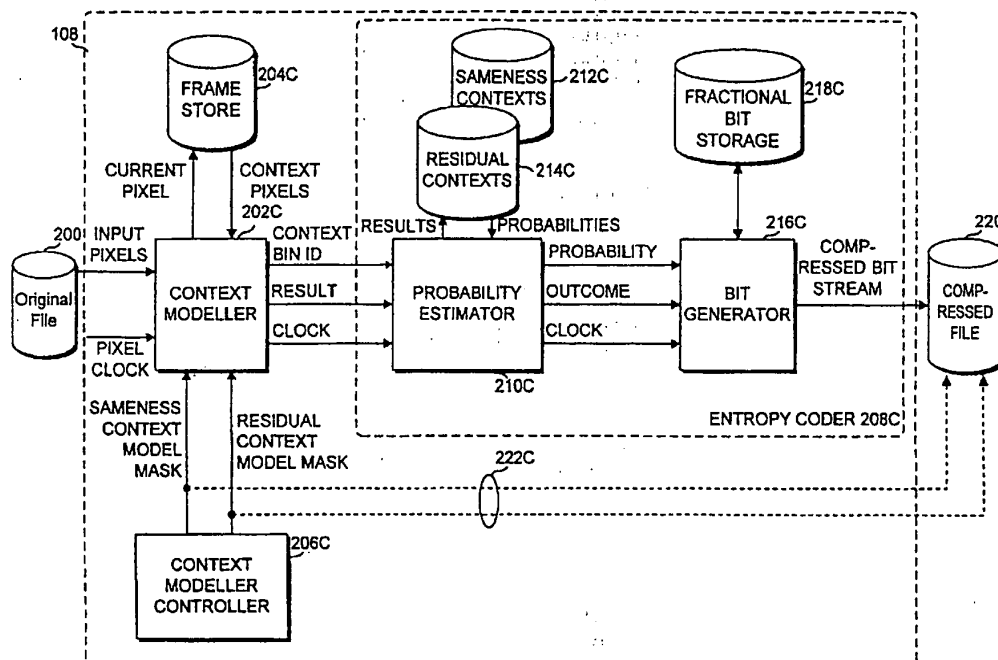 108
FRAME
STORE
204C
SAMENESS
CONTEXTS
212C
RESIDUAL
CONTEXTS
214C
FRACTIONAL
BIT
STORAGE
218C
CURRENT
PIXEL
CONTEXT
PIXELS
202C
200
INPUT
PIXELS
Original
File
PIXEL
CLOCK
CONTEXT
MODELLER
CONTEXT
BIN ID
RESULT
CLOCK
RESULTS
PROBABILITIES
PROBABILITY
ESTIMATOR
210C
PROBABILITY
OUTCOME
CLOCK
216C
BIT
GENERATOR
COMP-
RESSED BIT
STREAM
220
COMP-
RESSED
FILE
ENTROPY CODER 208C
SAMENESS
CONTEXT
MODEL
MASK
RESIDUAL
CONTEXT
MODEL MASK
222C
206C
CONTEXT
MODELLER
CONTROLLER